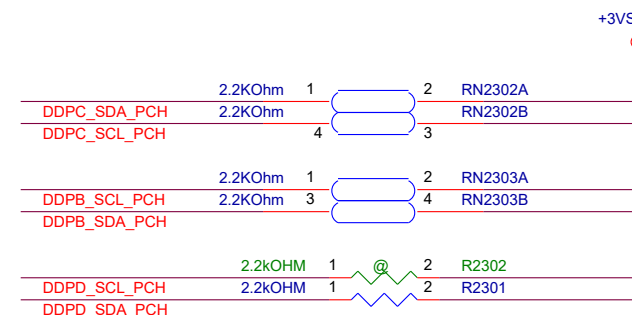 +3VS
2.2KOhm 1 2 RN2302A
DDPC_SDA_PCH 2.2KOhm RN2302B
DDPC_SCL_PCH 4 3
2.2KOhm 1 2 RN2303A
DDPB_SCL_PCH 2.2KOhm 3 4 RN2303B
DDPB_SDA_PCH
2.2kOHM 1 @ 2 R2302
DDPD_SCL_PCH 2.2kOHM 1 2 R2301
DDPD_SDA_PCH